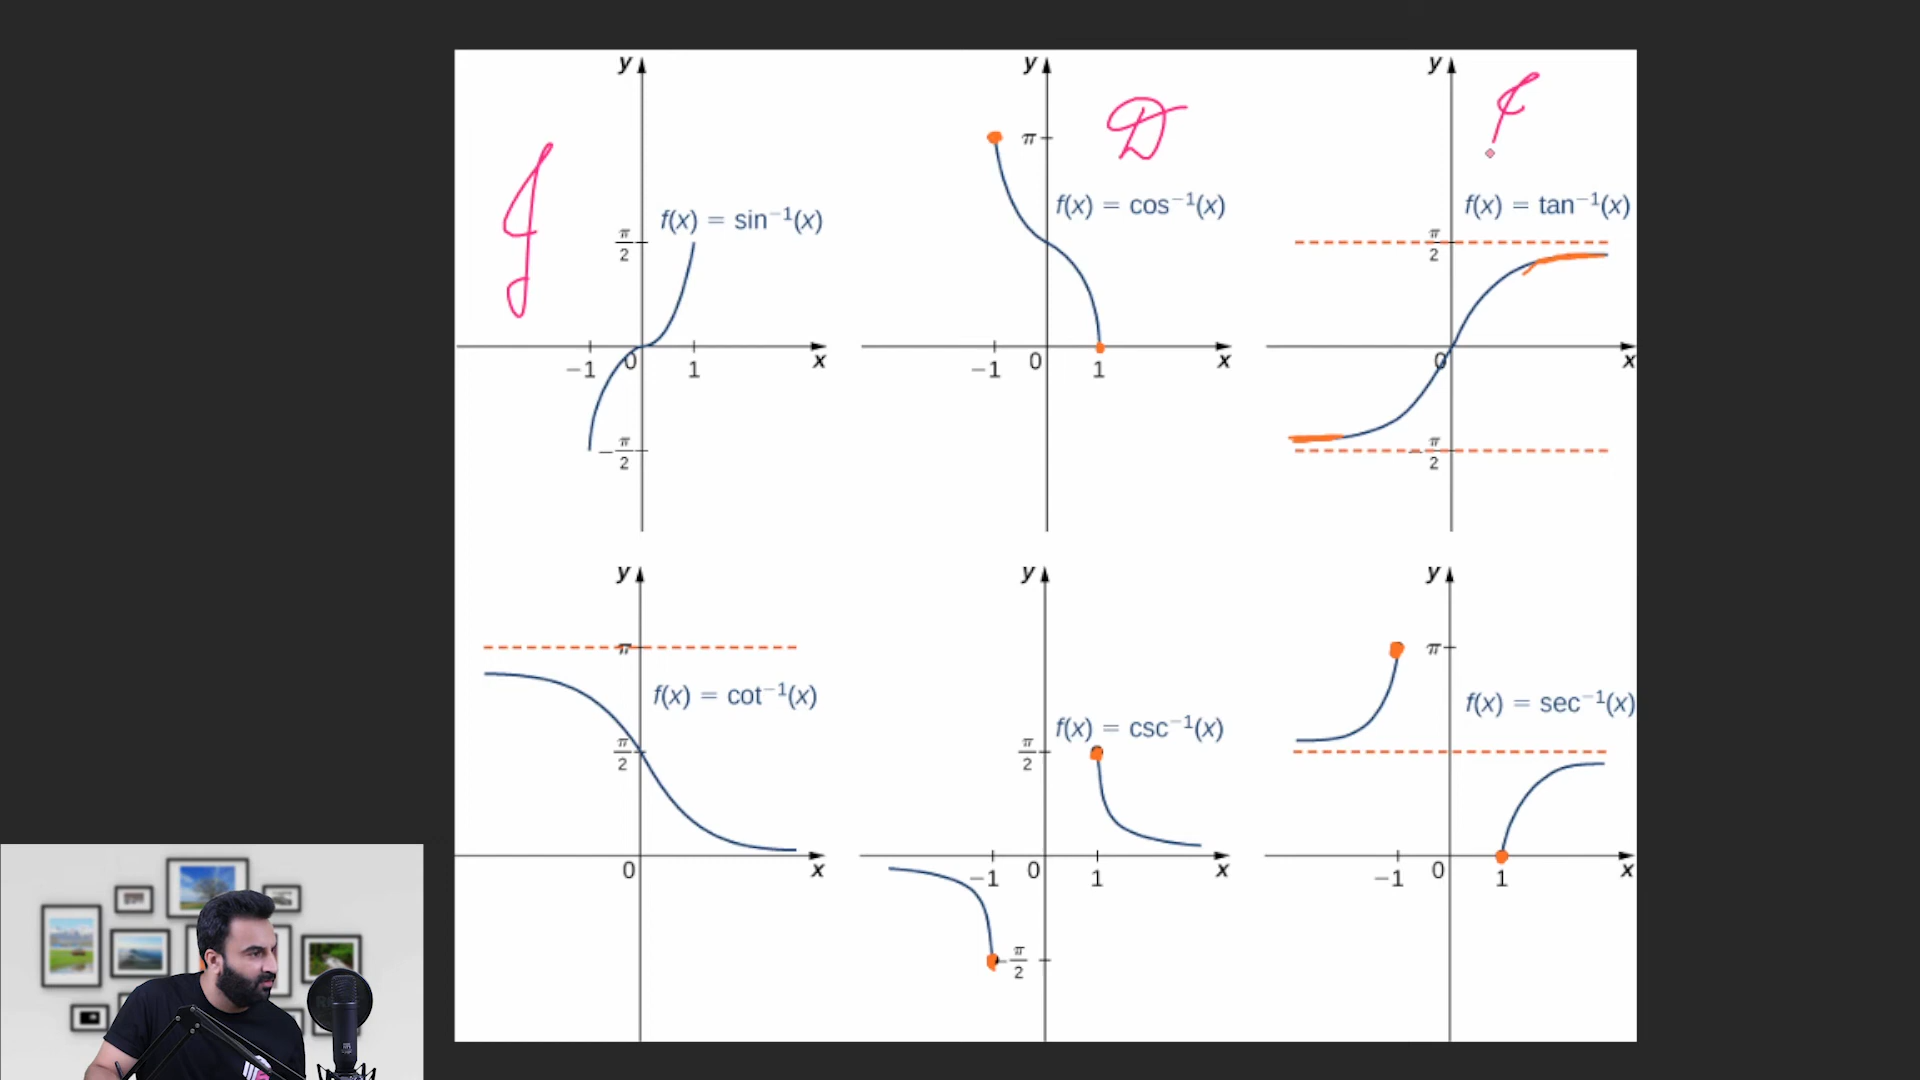 y
f(x) = sin⁻¹(x)
π/2
−1 0 1 x
−π/2
y
D
π
f(x) = cos⁻¹(x)
−1 0 1 x
y
f(x) = tan⁻¹(x)
π/2
0 x
−π/2
y
π
f(x) = cot⁻¹(x)
π/2
0 x
y
f(x) = csc⁻¹(x)
π/2
−1 0 1 x
−π/2
y
π
f(x) = sec⁻¹(x)
−1 0 1 x